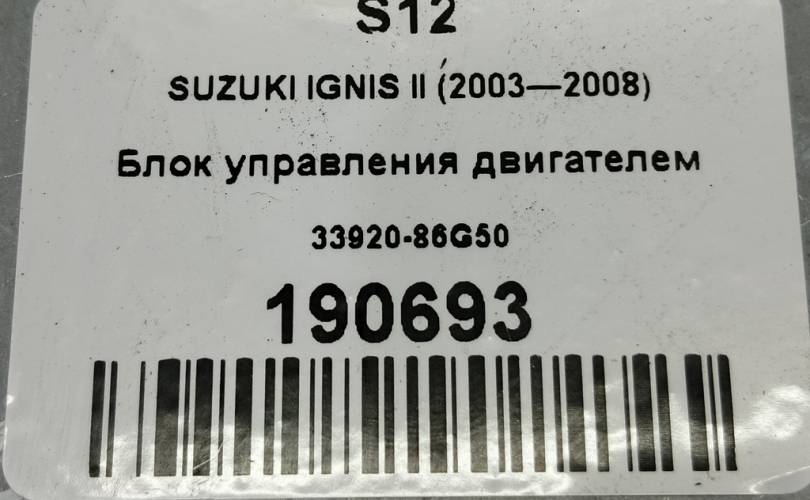 S12
SUZUKI IGNIS II (2003—2008)
Блок управления двигателем
33920-86G50
190693